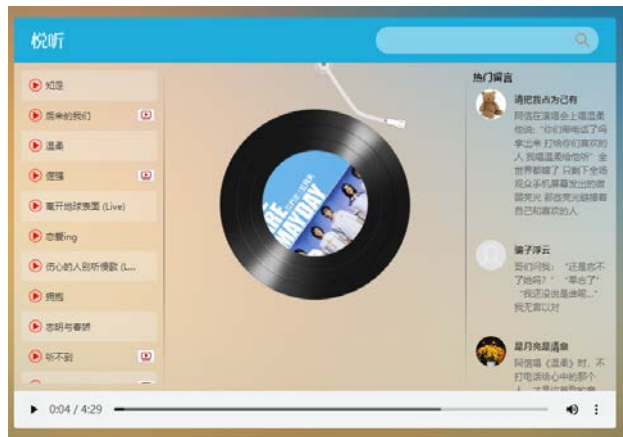 悦听
知足
后来的我们
温柔
倔强
离开地球表面 (Live)
恋爱ing
伤心的人别听慢歌 (L...
拥抱
志明与春娇
听不到
MAYDAY
热门留言
请把我点为己有
阿信在演唱会上唱温柔
他说：“你们带电话了吗
拿出来 打给你们喜欢的
人 我唱温柔给他听” 全
世界都暗了 只剩下全场
观众手机屏幕发出的微
弱亮光 那些亮光链接着
自己和喜欢的人
骗子浮云
哥们问我： “还是忘不
了她吗？” “早忘了”
“我还没说是谁呢...”
我无言以对
是月亮是清泉
阿信唱《温柔》时，不
打电话给心中的那个
0:04 / 4:29